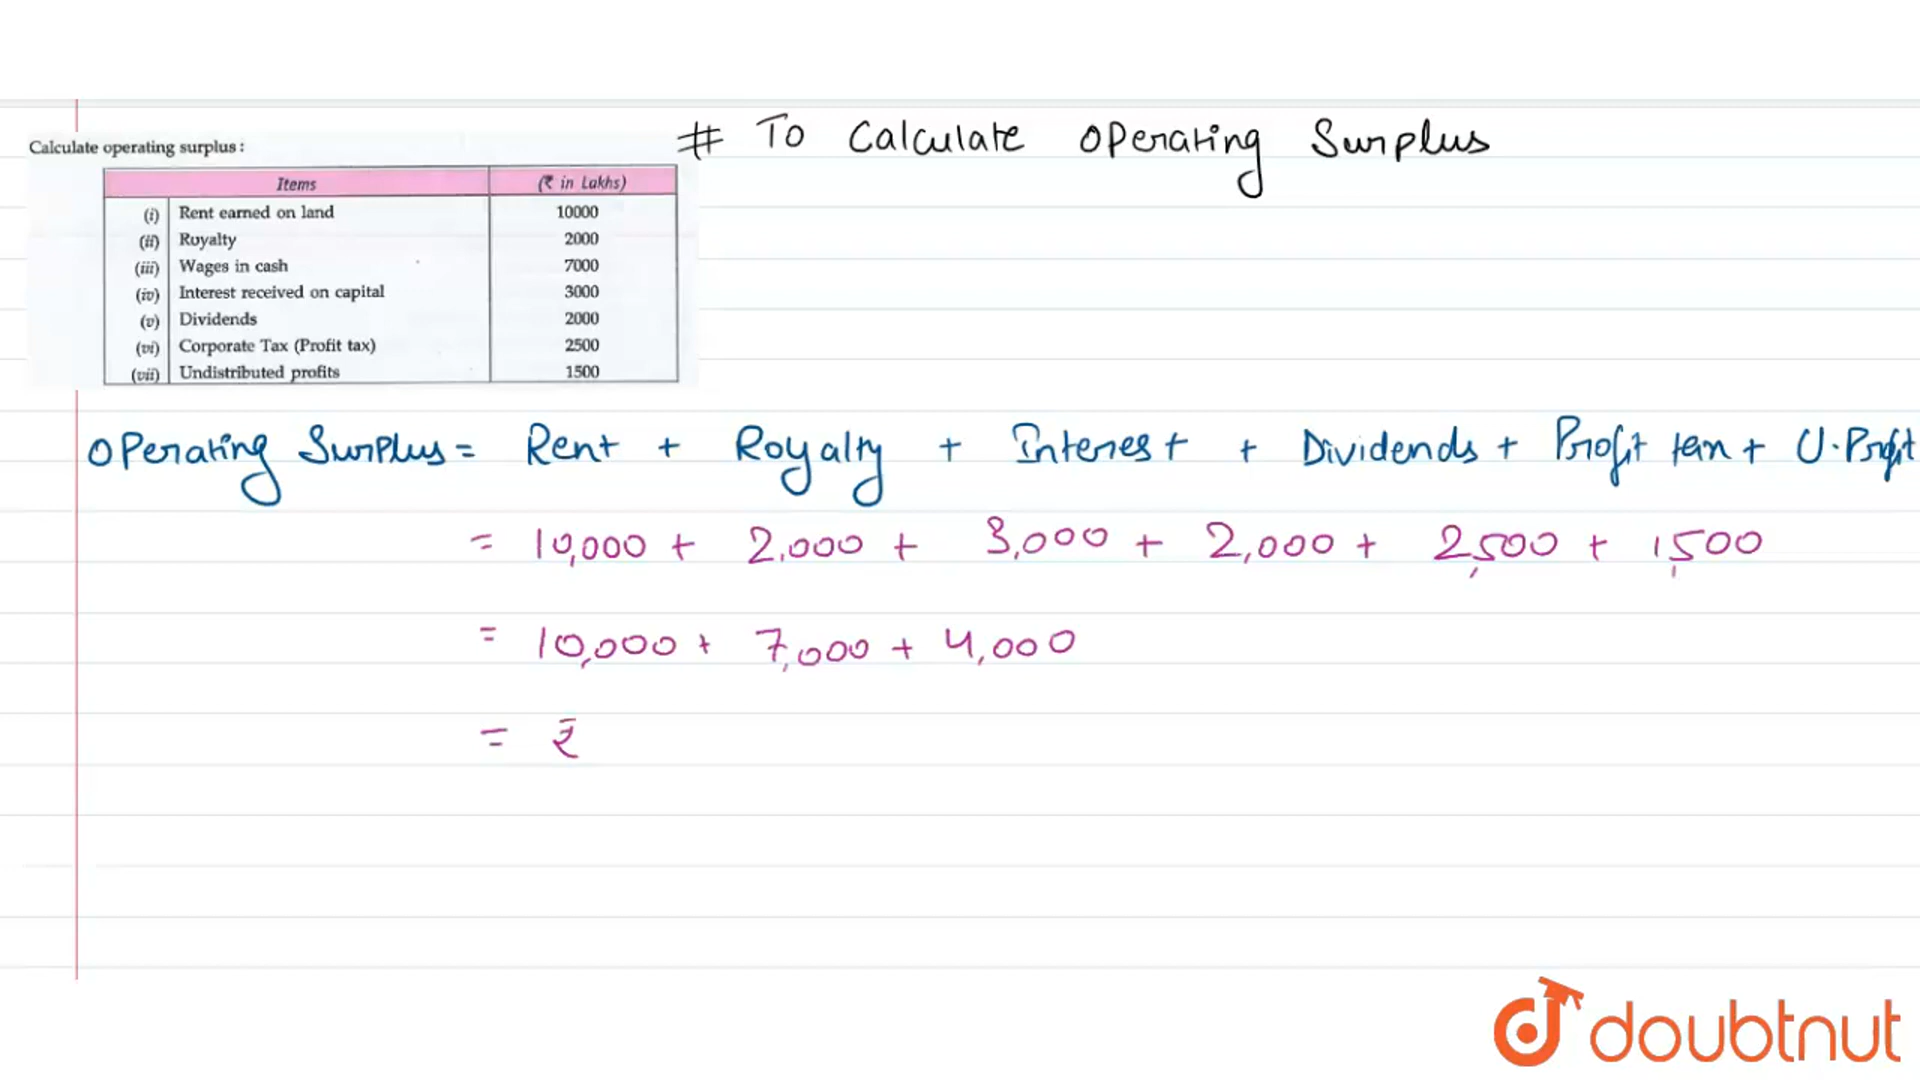 # To Calculate Operating Surplus
Calculate operating surplus :
Items (₹ in Lakhs)
(i) Rent earned on land 10000
(ii) Royalty 2000
(iii) Wages in cash 7000
(iv) Interest received on capital 3000
(v) Dividends 2000
(vi) Corporate Tax (Profit tax) 2500
(vii) Undistributed profits 1500
Operating Surplus = Rent + Royalty + Interest + Dividends + Profit tax + U.Profit
= 10,000 + 2,000 + 3,000 + 2,000 + 2,500 + 1,500
= 10,000 + 7,000 + 4,000
= ₹
doubtnut